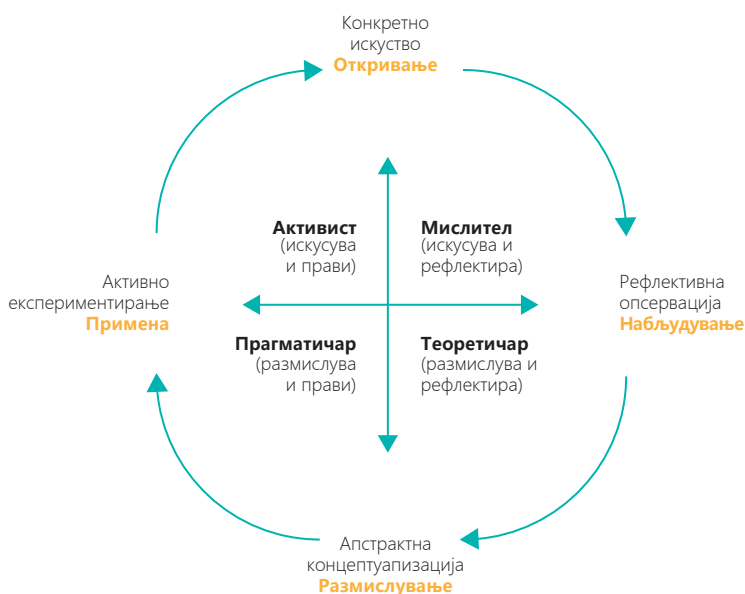 Конкретно
искуство
Откривање
Активист
(искусува
и прави)
Мислител
(искусува и
рефлектира)
Активно
експериментирање
Примена
Рефлективна
опсервација
Набљудување
Прагматичар
(размислува
и прави)
Теоретичар
(размислува и
рефлектира)
Апстрактна
концептуапизација
Размислување